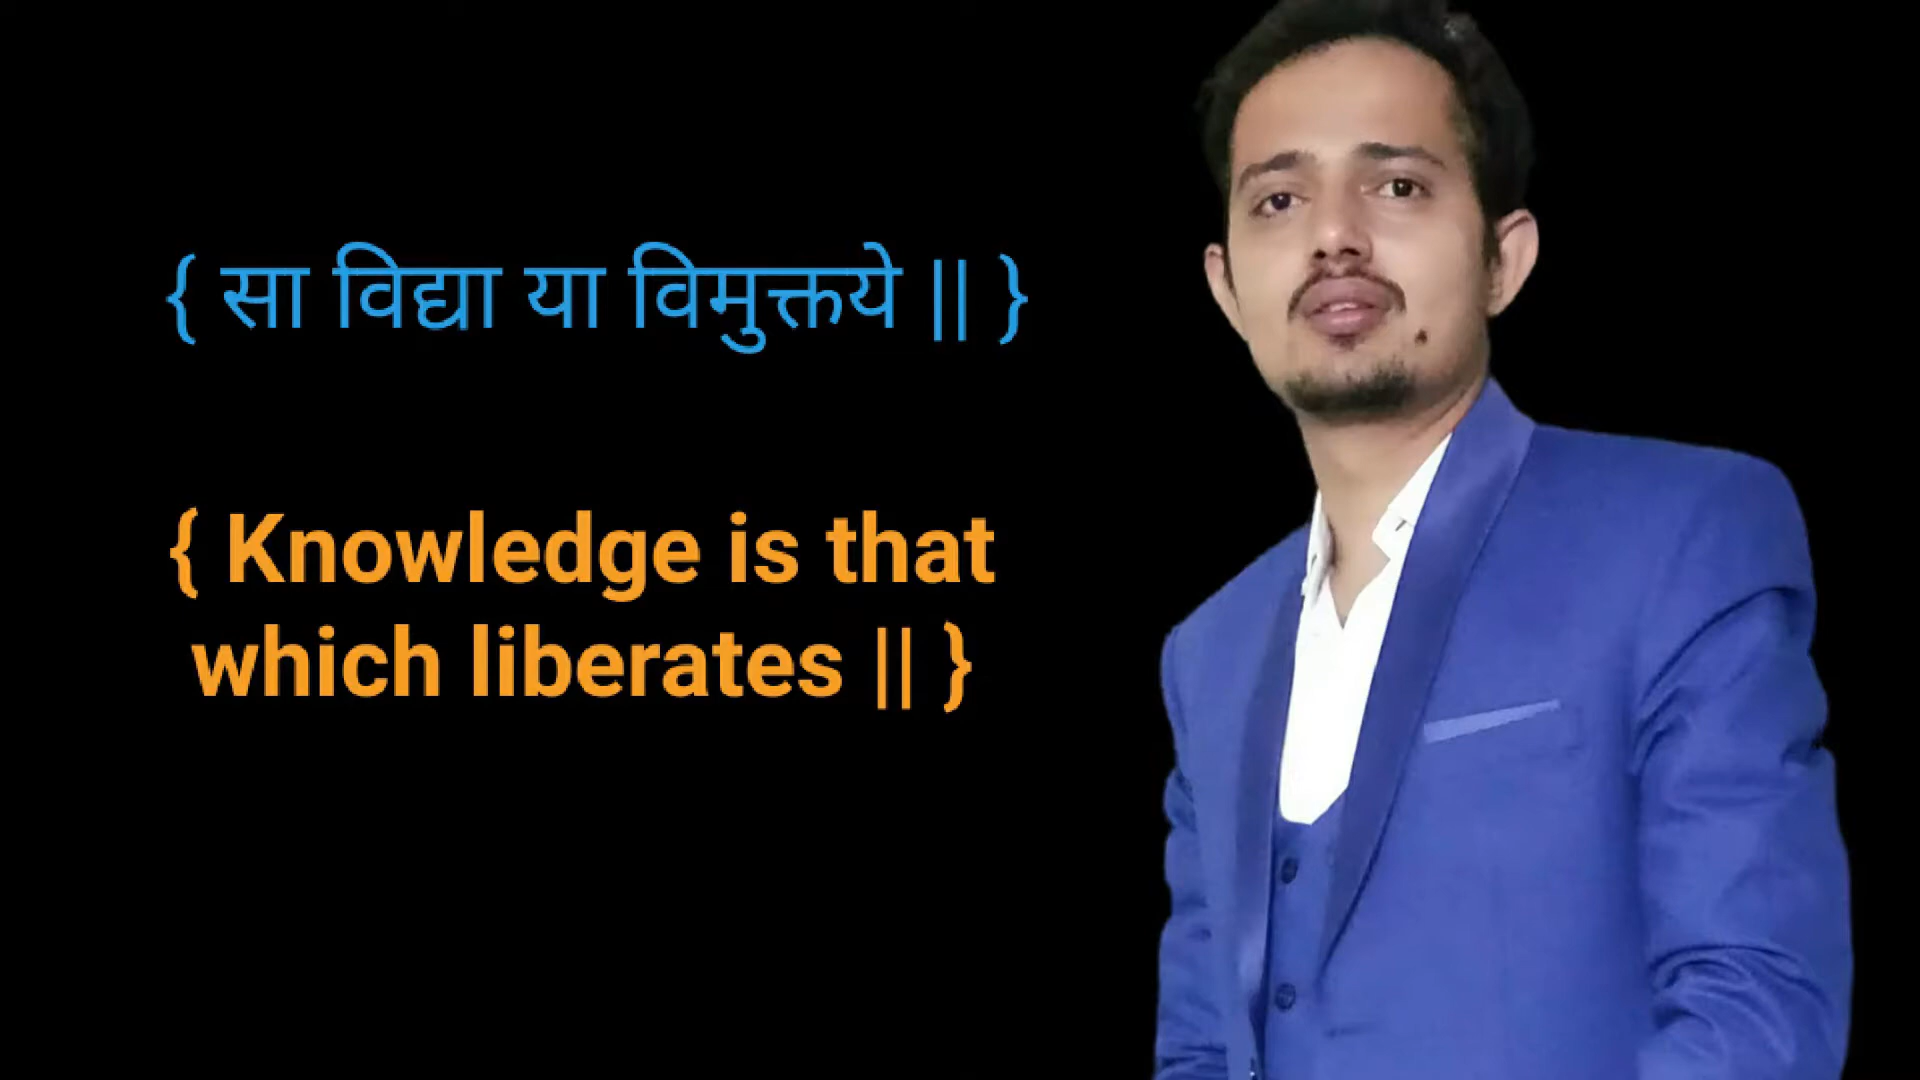 { सा विद्या या विमुक्तये || }
{ Knowledge is that
which liberates || }